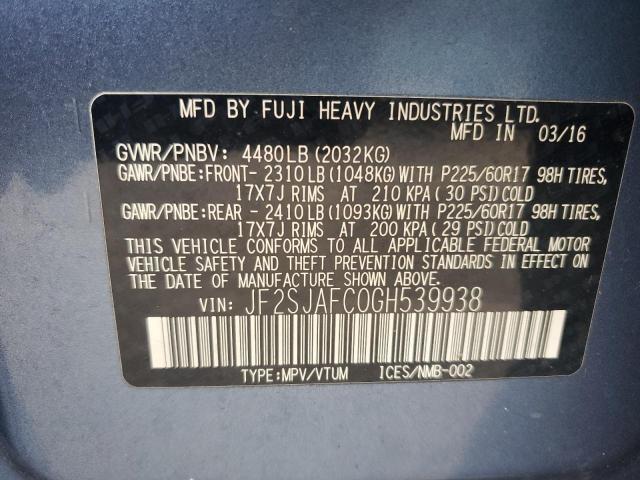 MFD BY FUJI HEAVY INDUSTRIES LTD.
MFD IN 03/16
GVWR/PNBV: 4480LB(2032KG)
GAWR/PNBE:FRONT- 2310LB(1048KG)WITH P225/60R17 98H TIRES,
17X7J RIMS AT 210 KPA(30 PSI)COLD
GAWR/PNBE:REAR - 2410LB(1093KG)WITH P225/60R17 98H TIRES,
17X7J RIMS AT 200 KPA(29 PSI)COLD
THIS VEHICLE CONFORMS TO ALL APPLICABLE FEDERAL MOTOR
VEHICLE SAFETY AND THEFT PREVENTION STANDARDS IN EFFECT ON
THE DATE OF MANUFACTURE SHOWN ABOVE.
VIN: JF2SJAFC0GH539938
TYPE:MPV/VTUM ICES/NMB-002